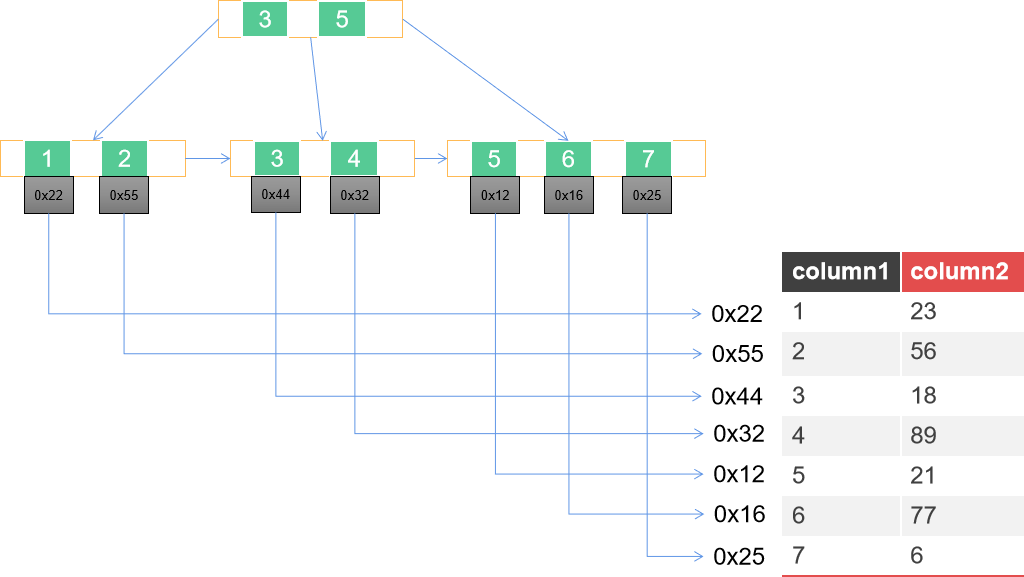 3 5
1 2 3 4 5 6 7
0x22 0x55 0x44 0x32 0x12 0x16 0x25
column1 column2
0x22 1 23
0x55 2 56
0x44 3 18
0x32 4 89
0x12 5 21
0x16 6 77
0x25 7 6